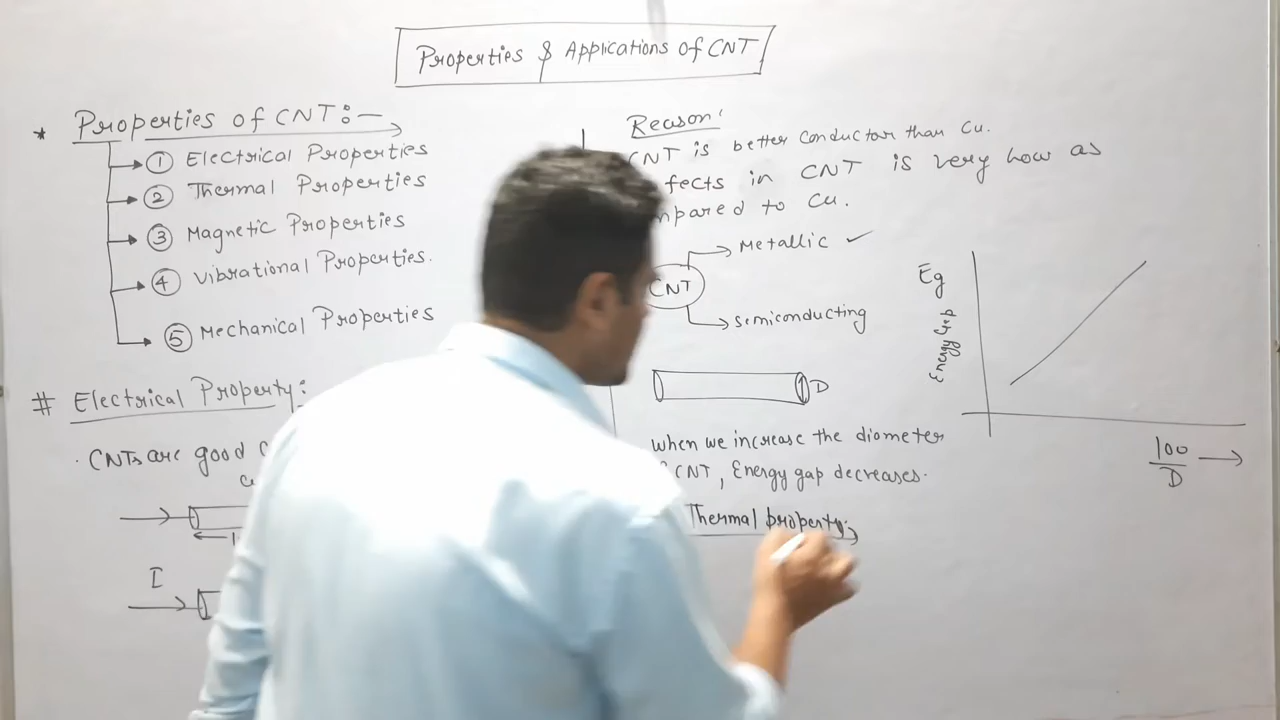 Properties & Applications of CNT
* Properties of CNT:-
① Electrical Properties
② Thermal Properties
③ Magnetic Properties
④ Vibrational Properties.
⑤ Mechanical Properties
# Electrical Property:
· CNTs are good
I
Reason:
CNT is better conductor than Cu.
fects in CNT is very low as
mpared to Cu.
Metallic ✓
CNT
Semiconducting
D
when we increase the diameter
CNT, Energy gap decreases.
Thermal property:
Eg
Energy Gap
100
D